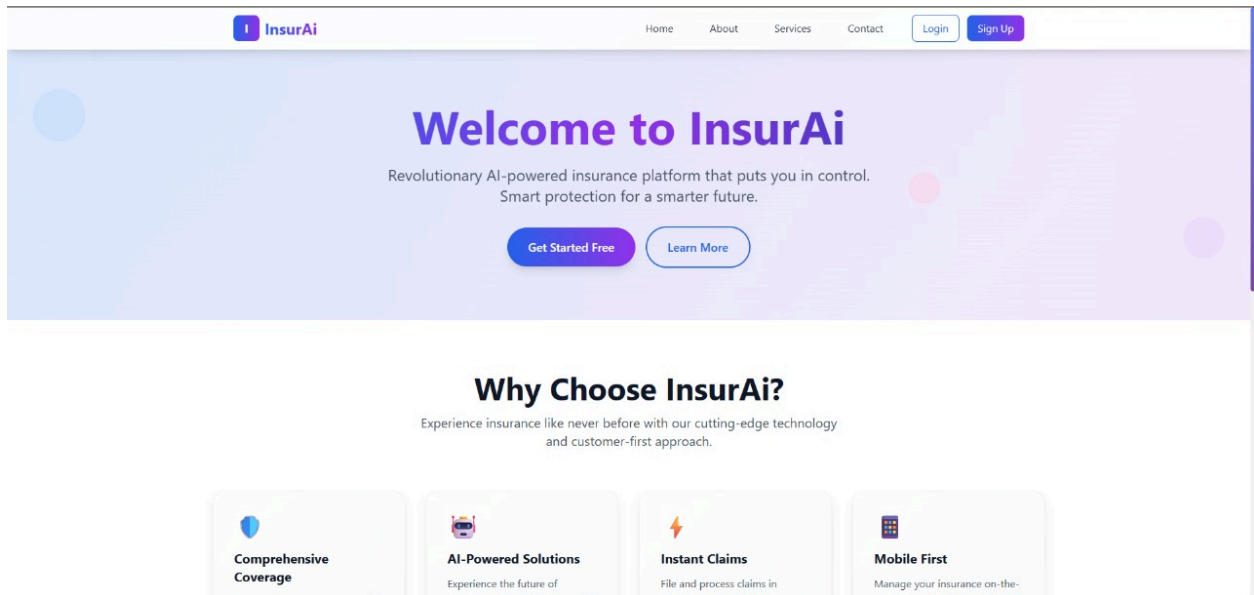 I InsurAi
Home About Services Contact Login Sign Up
Welcome to InsurAi
Revolutionary AI-powered insurance platform that puts you in control.
Smart protection for a smarter future.
Get Started Free Learn More
Why Choose InsurAi?
Experience insurance like never before with our cutting-edge technology
and customer-first approach.
Comprehensive
Coverage
AI-Powered Solutions
Experience the future of
Instant Claims
File and process claims in
Mobile First
Manage your insurance on-the-